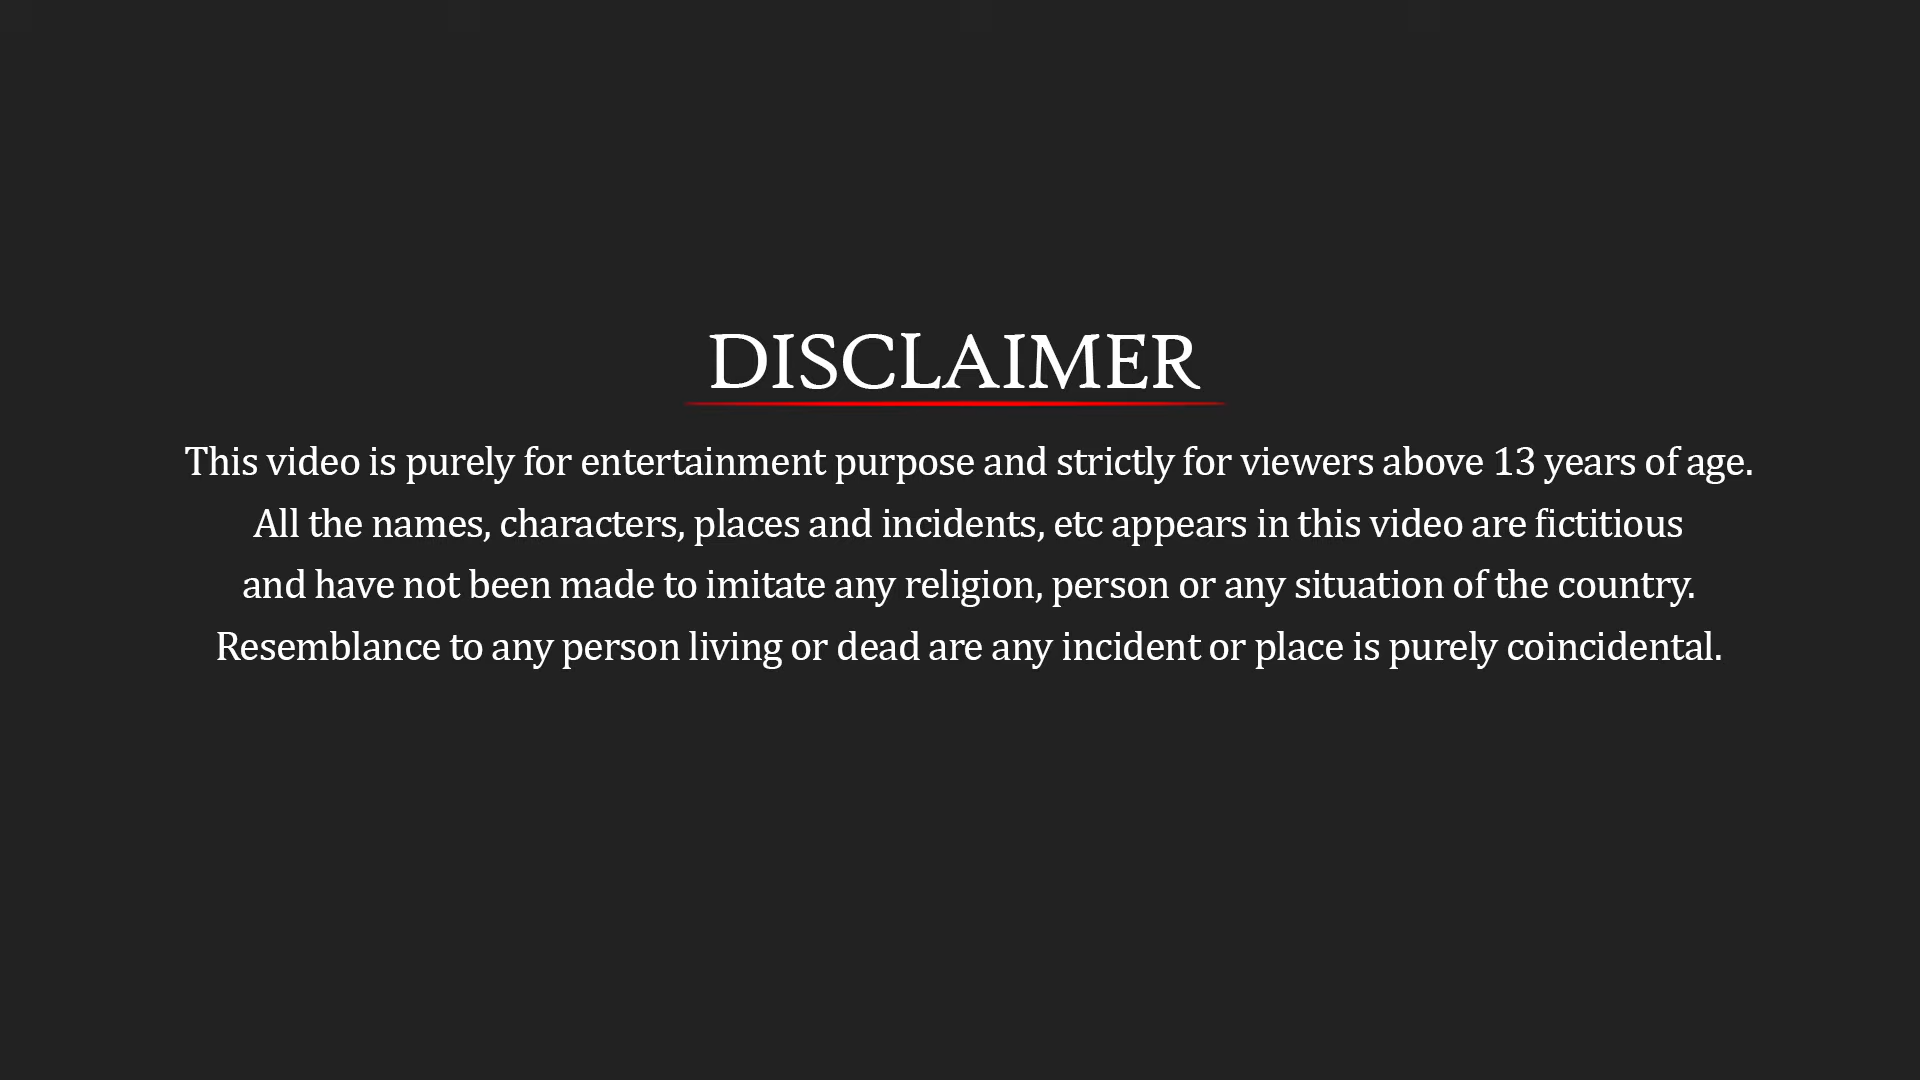 DISCLAIMER
This video is purely for entertainment purpose and strictly for viewers above 13 years of age.
All the names, characters, places and incidents, etc appears in this video are fictitious
and have not been made to imitate any religion, person or any situation of the country.
Resemblance to any person living or dead are any incident or place is purely coincidental.